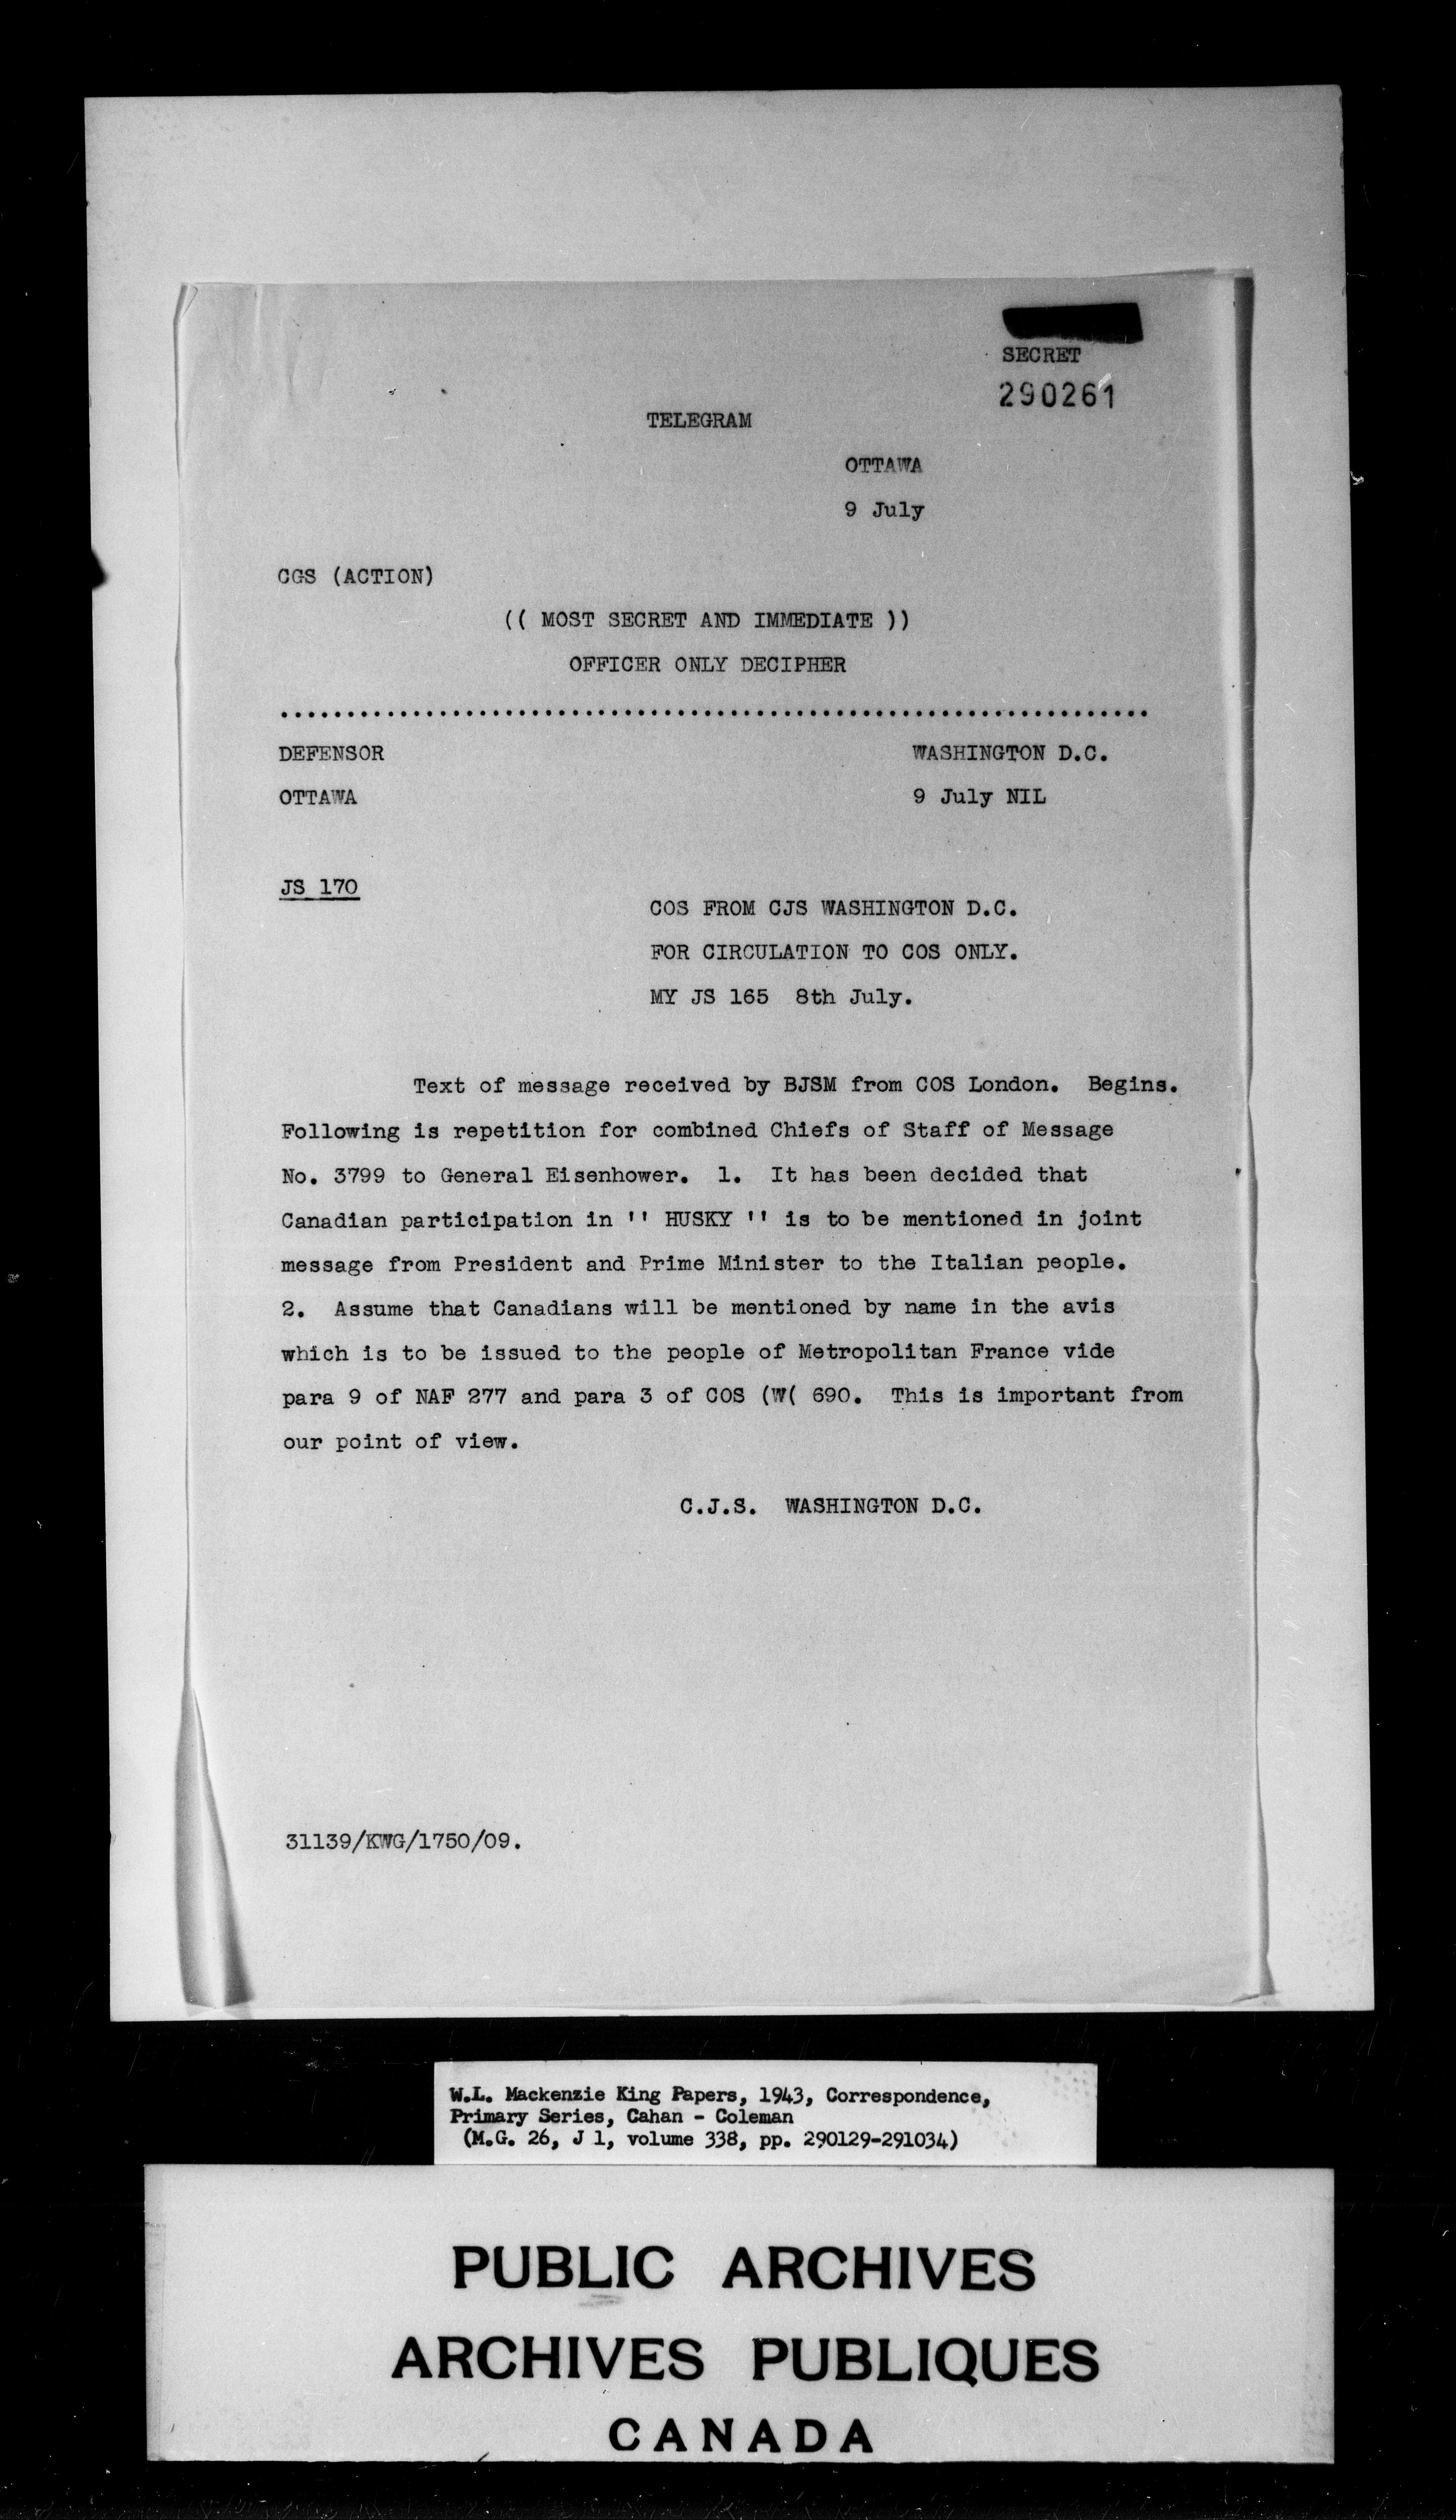 SECRET
290261
TELEGRAM
OTTAWA
9 July
CGS (ACTION)
(( MOST SECRET AND IMMEDIATE ))
OFFICER ONLY DECIPHER
..................................................................
DEFENSOR WASHINGTON D.C.
OTTAWA 9 July NIL
JS 170
COS FROM CJS WASHINGTON D.C.
FOR CIRCULATION TO COS ONLY.
MY JS 165 8th July.
Text of message received by BJSM from COS London. Begins.
Following is repetition for combined Chiefs of Staff of Message
No. 3799 to General Eisenhower. 1. It has been decided that
Canadian participation in '' HUSKY '' is to be mentioned in joint
message from President and Prime Minister to the Italian people.
2. Assume that Canadians will be mentioned by name in the avis
which is to be issued to the people of Metropolitan France vide
para 9 of NAF 277 and para 3 of COS (W( 690. This is important from
our point of view.
C.J.S. WASHINGTON D.C.
31139/KWG/1750/09.
W.L. Mackenzie King Papers, 1943, Correspondence,
Primary Series, Cahan - Coleman
(M.G. 26, J 1, volume 338, pp. 290129-291034)
PUBLIC ARCHIVES
ARCHIVES PUBLIQUES
CANADA